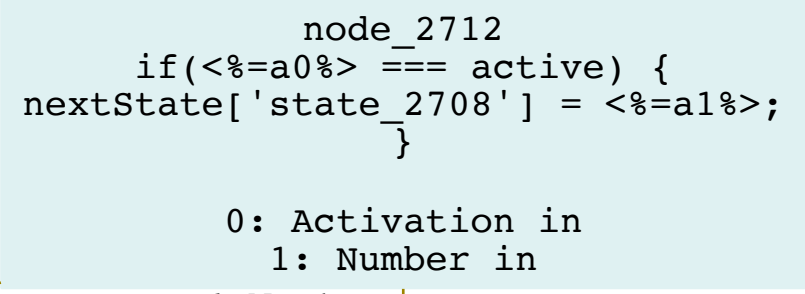 node_2712
if(<%=a0%> === active) {
nextState['state_2708'] = <%=a1%>;
}
0: Activation in
1: Number in